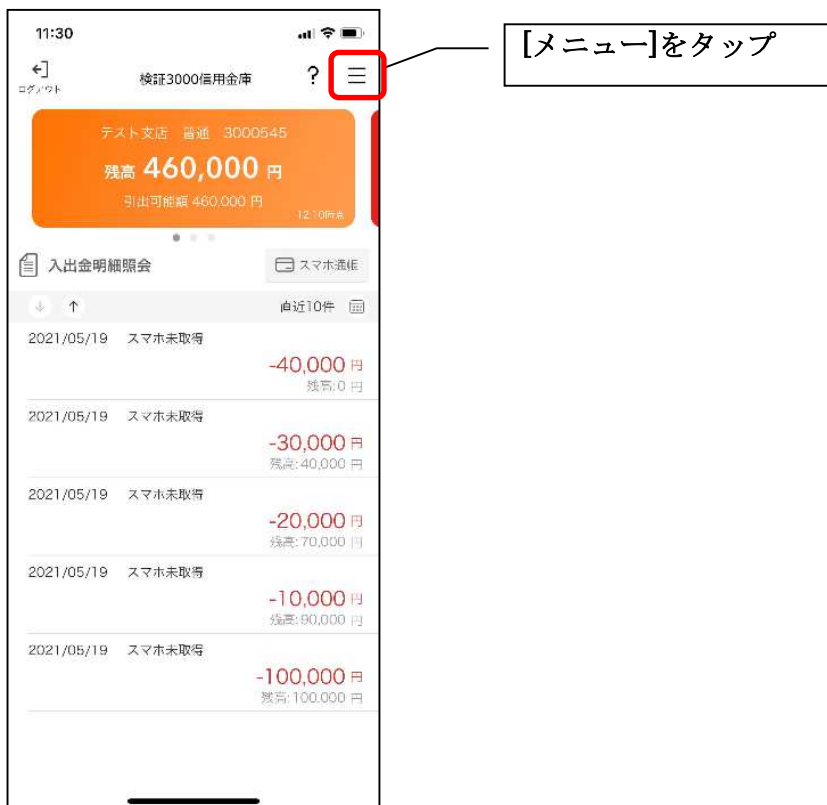 11:30
[メニュー]をタップ
検証3000信用金庫
?
ログアウト
テスト支店 普通 3000545
残高 460,000 円
引出可能額 460,000 円
12:10時点
入出金明細照会
スマホ通帳
直近10件
2021/05/19 スマホ未取得
-40,000 円
残高:0 円
2021/05/19 スマホ未取得
-30,000 円
残高:40,000 円
2021/05/19 スマホ未取得
-20,000 円
残高:70,000 円
2021/05/19 スマホ未取得
-10,000 円
残高:90,000 円
2021/05/19 スマホ未取得
-100,000 円
残高:100,000 円